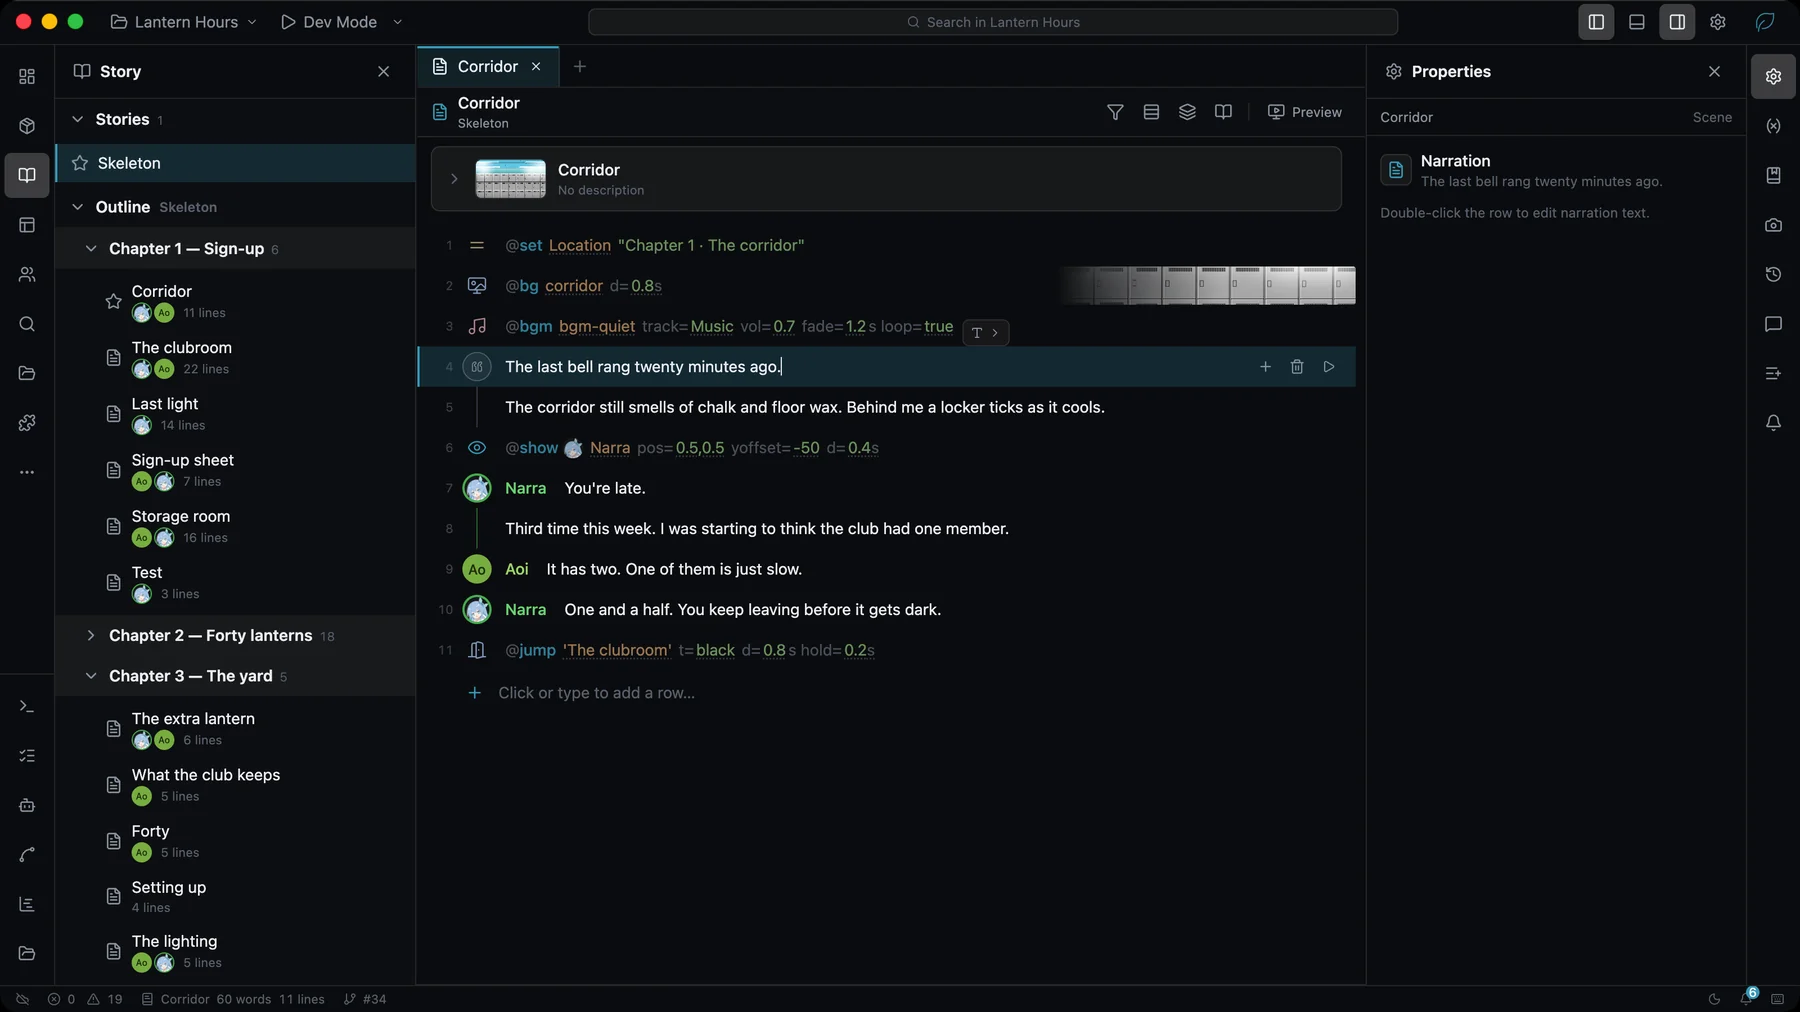 Lantern Hours
Dev Mode
Search in Lantern Hours
Story
Stories 1
Skeleton
Outline Skeleton
Chapter 1 — Sign-up 6
Corridor
Ao 11 lines
The clubroom
Ao 22 lines
Last light
14 lines
Sign-up sheet
Ao 7 lines
Storage room
Ao 16 lines
Test
3 lines
Chapter 2 — Forty lanterns 18
Chapter 3 — The yard 5
The extra lantern
Ao 6 lines
What the club keeps
Ao 5 lines
Forty
Ao 5 lines
Setting up
4 lines
The lighting
Ao 5 lines
Corridor
Corridor
Skeleton
Preview
Corridor
No description
1 @set Location "Chapter 1 · The corridor"
2 @bg corridor d=0.8s
3 @bgm bgm-quiet track=Music vol=0.7 fade=1.2s loop=true
T
4 The last bell rang twenty minutes ago.
5 The corridor still smells of chalk and floor wax. Behind me a locker ticks as it cools.
6 @show Narra pos=0.5,0.5 yoffset=-50 d=0.4s
7 Narra You're late.
8 Third time this week. I was starting to think the club had one member.
9 Ao Aoi It has two. One of them is just slow.
10 Narra One and a half. You keep leaving before it gets dark.
11 @jump 'The clubroom' t=black d=0.8s hold=0.2s
Click or type to add a row...
Properties
Corridor Scene
Narration
The last bell rang twenty minutes ago.
Double-click the row to edit narration text.
0 19 Corridor 60 words 11 lines #34
6